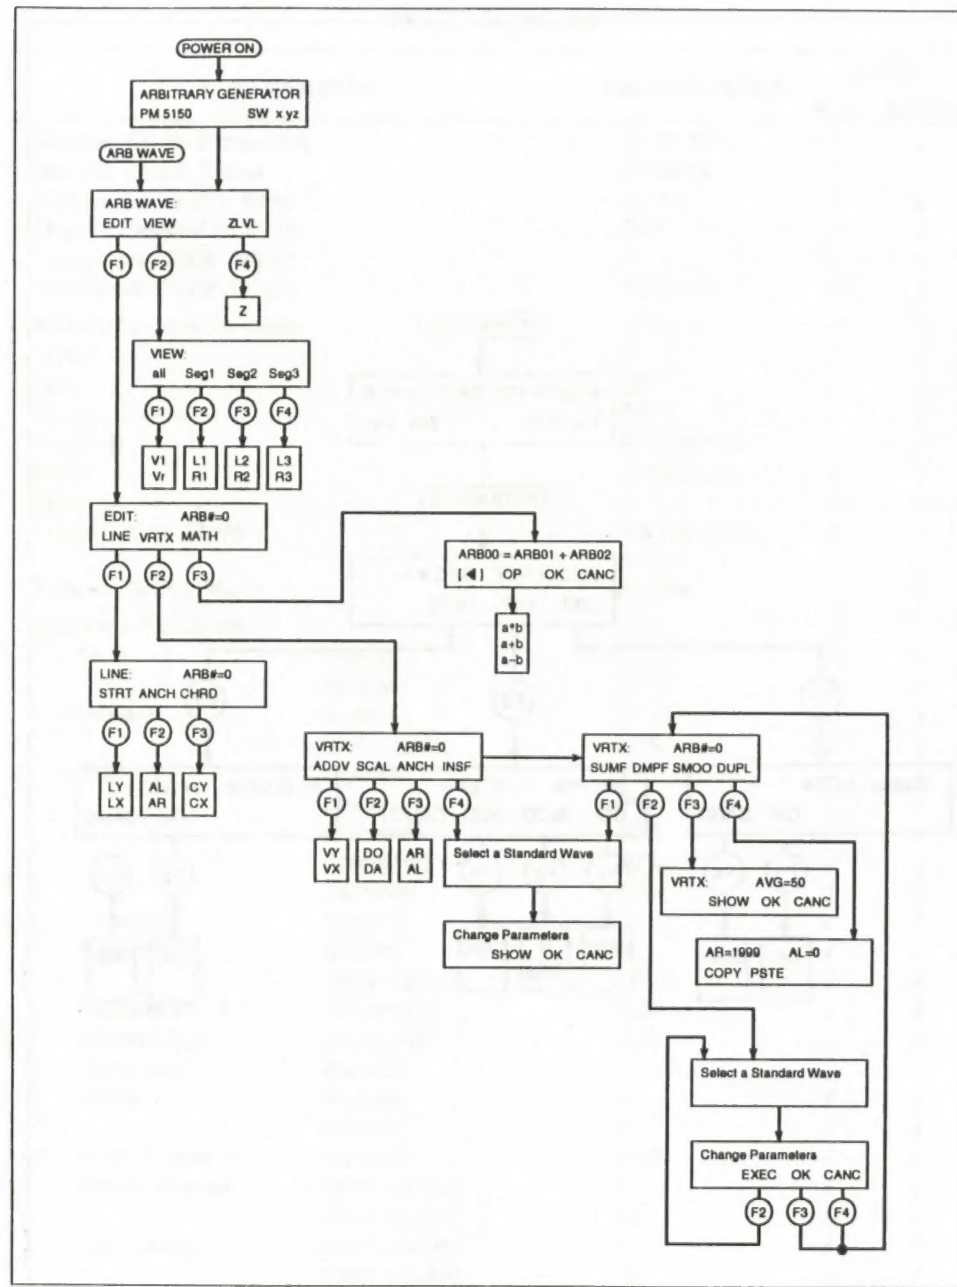 POWER ON
ARBITRARY GENERATOR
PM 5150 SW x yz
ARB WAVE
ARB WAVE:
EDIT VIEW ZLVL
F1 F2 F4
Z
VIEW:
all Seg1 Seg2 Seg3
F1 F2 F3 F4
V1 L1 L2 L3
Vr R1 R2 R3
EDIT: ARB#=0
LINE VRTX MATH
F1 F2 F3
ARB00 = ARB01 + ARB02
[◄] OP OK CANC
a*b
a+b
a−b
LINE: ARB#=0
STRT ANCH CHRD
F1 F2 F3
LY AL CY
LX AR CX
VRTX: ARB#=0
ADDV SCAL ANCH INSF
F1 F2 F3 F4
VY DO AR
VX DA AL
VRTX: ARB#=0
SUMF DMPF SMOO DUPL
F1 F2 F3 F4
Select a Standard Wave
Change Parameters
SHOW OK CANC
VRTX: AVG=50
SHOW OK CANC
AR=1999 AL=0
COPY PSTE
Select a Standard Wave
Change Parameters
EXEC OK CANC
F2 F3 F4